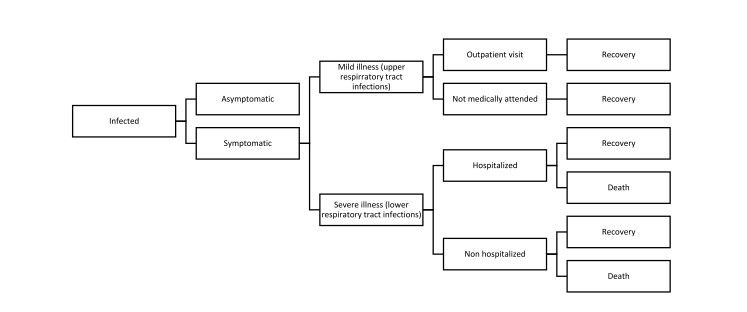 Infected
Asymptomatic
Symptomatic
Mild illness (upper
respirratory tract
infections)
Severe illness (lower
respiratory tract infections)
Outpatient visit
Not medically attended
Hospitalized
Non hospitalized
Recovery
Recovery
Recovery
Death
Recovery
Death